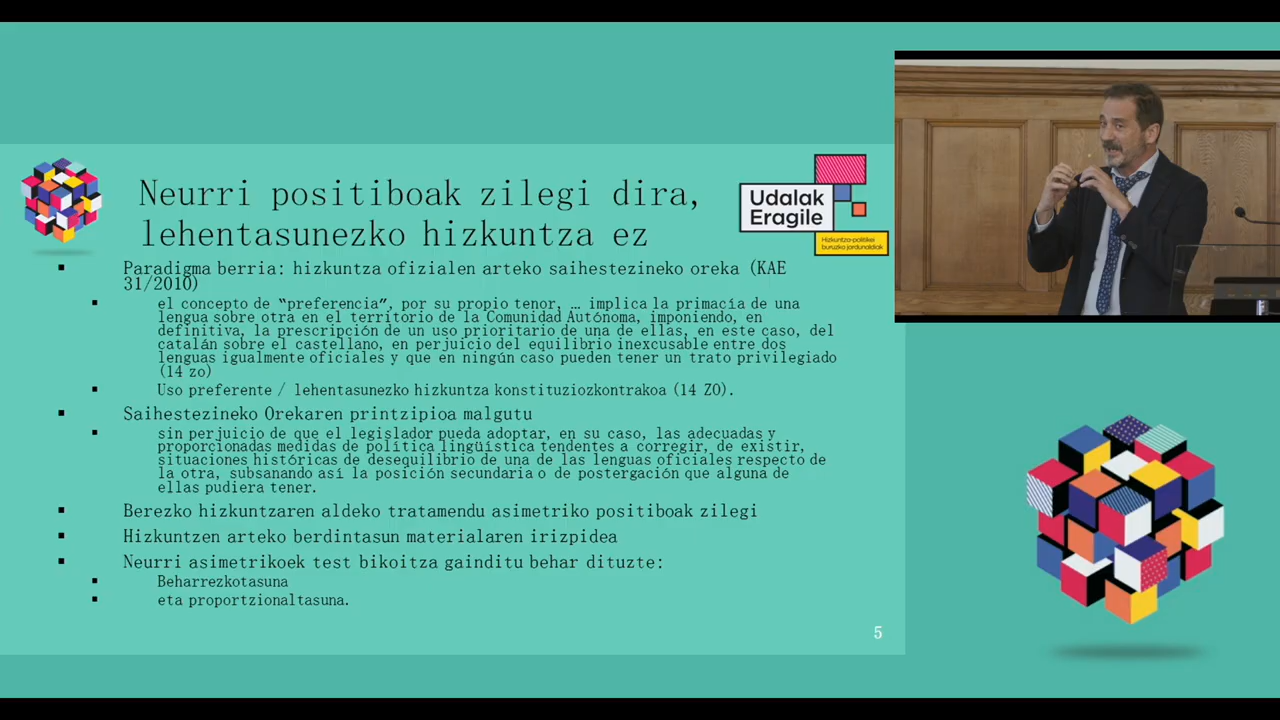 Neurri positiboak zilegi dira,
lehentasunezko hizkuntza ez
Udalak
Eragile
Hizkuntza-politikei
buruzko jardunaldiak
▪ Paradigma berria: hizkuntza ofizialen arteko saihestezineko oreka (KAE
31/2010)
▪ el concepto de “preferencia”, por su propio tenor, … implica la primacía de una
lengua sobre otra en el territorio de la Comunidad Autónoma, imponiendo, en
definitiva, la prescripción de un uso prioritario de una de ellas, en este caso, del
catalán sobre el castellano, en perjuicio del equilibrio inexcusable entre dos
lenguas igualmente oficiales y que en ningún caso pueden tener un trato privilegiado
(14 zo)
▪ Uso preferente / lehentasunezko hizkuntza konstituziozkontrakoa (14 ZO).
▪ Saihestezineko Orekaren printzipioa malgutu
▪ sin perjuicio de que el legislador pueda adoptar, en su caso, las adecuadas y
proporcionadas medidas de política lingüística tendentes a corregir, de existir,
situaciones históricas de desequilibrio de una de las lenguas oficiales respecto de
la otra, subsanando así la posición secundaria o de postergación que alguna de
ellas pudiera tener.
▪ Berezko hizkuntzaren aldeko tratamendu asimetriko positiboak zilegi
▪ Hizkuntzen arteko berdintasun materialaren irizpidea
▪ Neurri asimetrikoek test bikoitza gainditu behar dituzte:
▪ Beharrezkotasuna
▪ eta proportzionaltasuna.
5